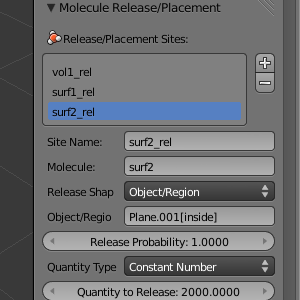 Molecule Release/Placement
Release/Placement Sites:
vol1_rel
surf1_rel
surf2_rel
Site Name: surf2_rel
Molecule: surf2
Release Shap Object/Region
Object/Regio Plane.001[inside]
Release Probability: 1.0000
Quantity Type Constant Number
Quantity to Release: 2000.0000